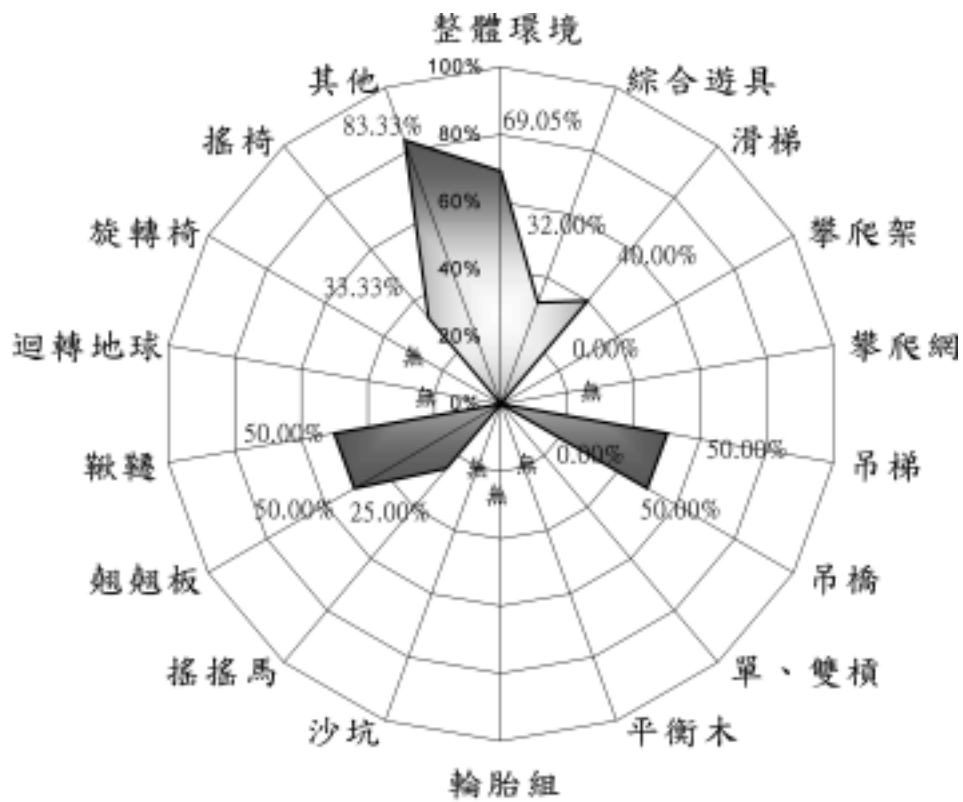 整體環境
100%
其他
綜合遊具
83.33%
80%
69.05%
搖椅
滑梯
60%
32.00%
旋轉椅
攀爬架
40.00%
40%
33.33%
20%
迴轉地球
無
0.00%
攀爬網
無
0%
無
50.00%
50.00%
鞦韆
無
無
0.00%
吊梯
無
50.00%
25.00%
50.00%
翹翹板
吊橋
搖搖馬
單、雙槓
沙坑
平衡木
輪胎組